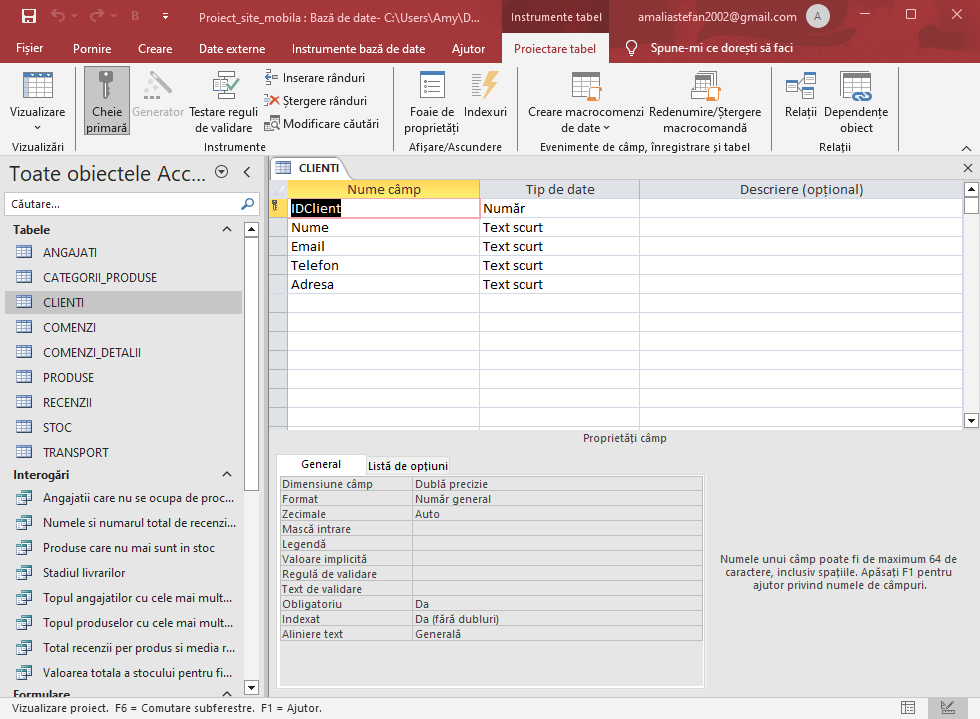 Proiect_site_mobila : Bază de date- C:\Users\Amy\D...
Instrumente tabel
amaliastefan2002@gmail.com
A
Fișier Pornire Creare Date externe Instrumente bază de date Ajutor Proiectare tabel Spune-mi ce dorești să faci
Vizualizare
Vizualizări
Cheie primară
Generator
Testare reguli de validare
Inserare rânduri
Ștergere rânduri
Modificare căutări
Instrumente
Foaie de proprietăți
Indexuri
Afișare/Ascundere
Creare macrocomenzi de date
Redenumire/Ștergere macrocomandă
Evenimente de câmp, înregistrare și tabel
Relații
Dependențe obiect
Relații
Toate obiectele Acc...
Căutare...
Tabele
ANGAJATI
CATEGORII_PRODUSE
CLIENTI
COMENZI
COMENZI_DETALII
PRODUSE
RECENZII
STOC
TRANSPORT
Interogări
Angajatii care nu se ocupa de proc...
Numele si numarul total de recenzi...
Produse care nu mai sunt in stoc
Stadiul livrarilor
Topul angajatilor cu cele mai mult...
Topul produselor cu cele mai mult...
Total recenzii per produs si media r...
Valoarea totala a stocului pentru fi...
Formulare
CLIENTI
Nume câmp Tip de date Descriere (opțional)
IDClient Număr
Nume Text scurt
Email Text scurt
Telefon Text scurt
Adresa Text scurt
Proprietăți câmp
General Listă de opțiuni
Dimensiune câmp Dublă precizie
Format Număr general
Zecimale Auto
Mască intrare
Legendă
Valoare implicită
Regulă de validare
Text de validare
Obligatoriu Da
Indexat Da (fără dubluri)
Aliniere text Generală
Numele unui câmp poate fi de maximum 64 de
caractere, inclusiv spațiile. Apăsați F1 pentru
ajutor privind numele de câmpuri.
Vizualizare proiect. F6 = Comutare subferestre. F1 = Ajutor.